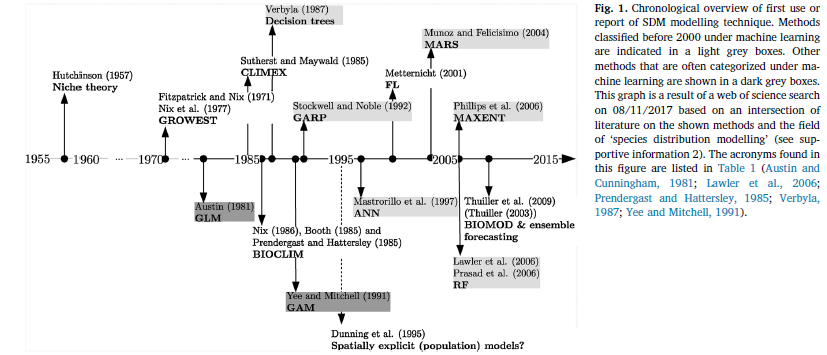 Verbyla (1987)
Decision trees
Munoz and Felicisimo (2004)
MARS
Sutherst and Maywald (1985)
CLIMEX
Metternicht (2001)
FL
Hutchinson (1957)
Niche theory
Fitzpatrick and Nix (1971)
Nix et al. (1977)
GROWEST
Stockwell and Noble (1992)
GARP
Phillips et al. (2006)
MAXENT
1955
1960
...
1970
...
1985
1995
2005
2015
Austin (1981)
GLM
Mastrorillo et al. (1997)
ANN
Thuiller et al. (2009)
(Thuiller (2003))
BIOMOD & ensemble
forecasting
Nix (1986), Booth (1985) and
Prendergast and Hattersley (1985)
BIOCLIM
Lawler et al. (2006)
Prasad et al. (2006)
RF
Yee and Mitchell (1991)
GAM
Dunning et al. (1995)
Spatially explicit (population) models?
Fig. 1. Chronological overview of first use or
report of SDM modelling technique. Methods
classified before 2000 under machine learning
are indicated in a light grey boxes. Other
methods that are often categorized under ma-
chine learning are shown in a dark grey boxes.
This graph is a result of a web of science search
on 08/11/2017 based on an intersection of
literature on the shown methods and the field
of ‘species distribution modelling’ (see sup-
portive information 2). The acronyms found in
this figure are listed in Table 1 (Austin and
Cunningham, 1981; Lawler et al., 2006;
Prendergast and Hattersley, 1985; Verbyla,
1987; Yee and Mitchell, 1991).